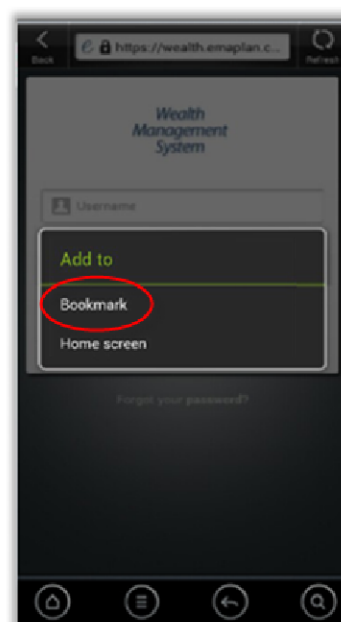 Back
https://wealth.emaplan.c...
Refresh
Wealth
Management
System
Username
Add to
Bookmark
Home screen
Forgot your password?